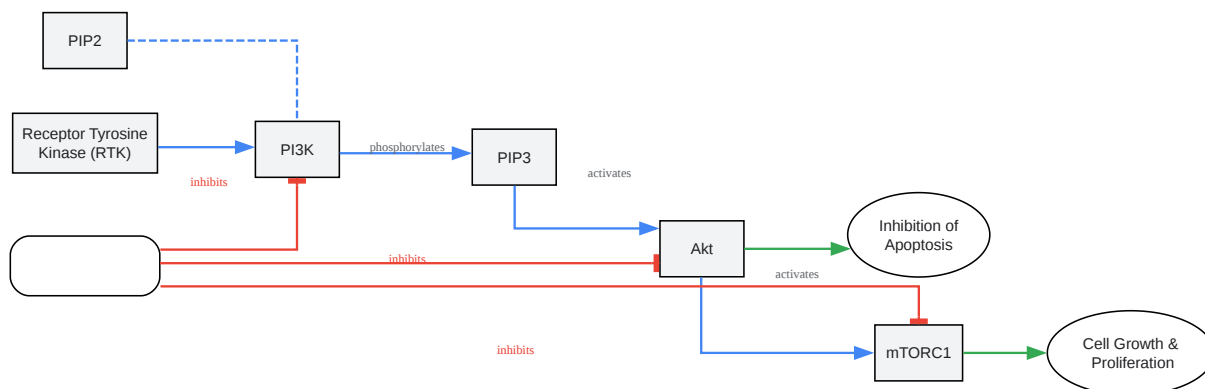 PIP2
Receptor Tyrosine
Kinase (RTK)
PI3K
phosphorylates
PIP3
activates
inhibits
Akt
Inhibition of
Apoptosis
inhibits
activates
inhibits
mTORC1
Cell Growth &
Proliferation